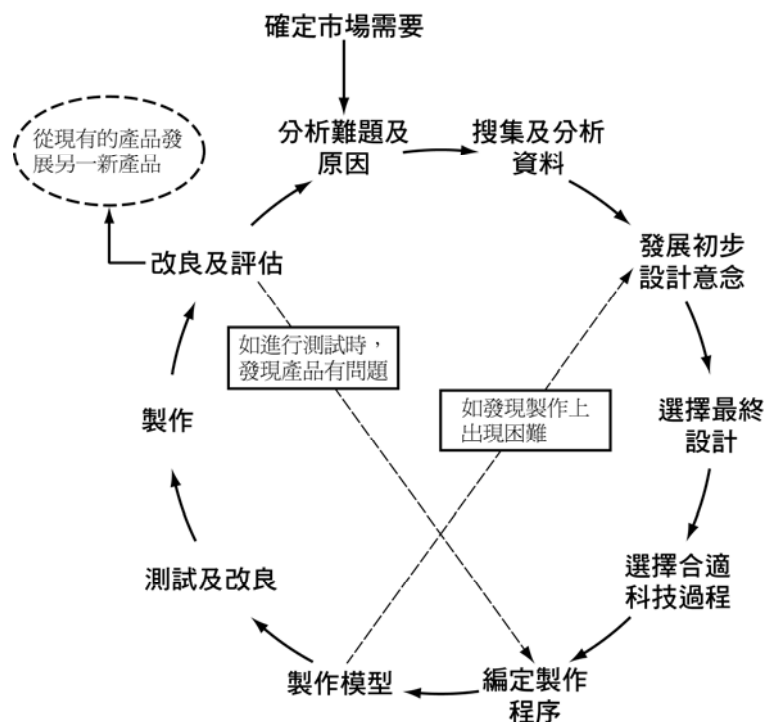 確定市場需要
分析難題及
原因
搜集及分析
資料
從現有的產品發
展另一新產品
改良及評估
發展初步
設計意念
如進行測試時，
發現產品有問題
如發現製作上
出現困難
製作
選擇最終
設計
測試及改良
選擇合適
科技過程
製作模型
編定製作
程序